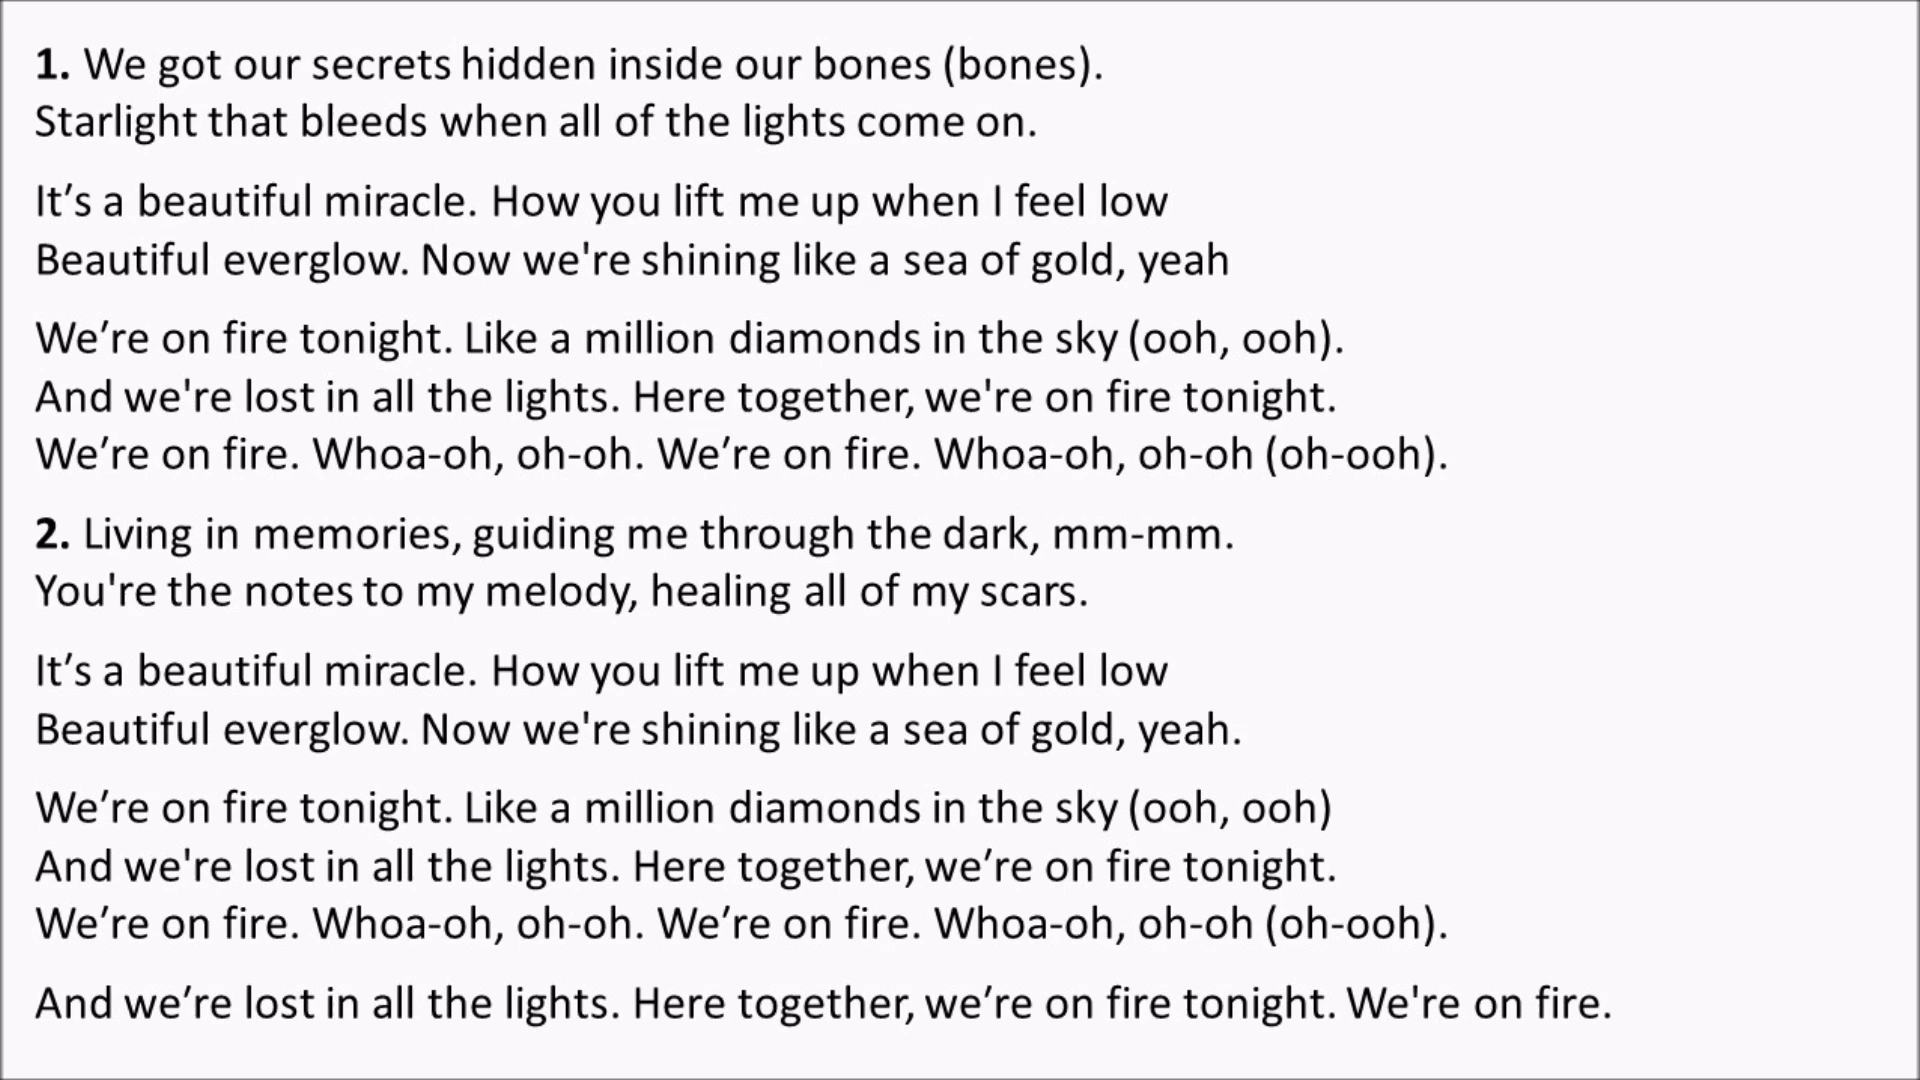 1. We got our secrets hidden inside our bones (bones).
Starlight that bleeds when all of the lights come on.
It’s a beautiful miracle. How you lift me up when I feel low
Beautiful everglow. Now we're shining like a sea of gold, yeah
We’re on fire tonight. Like a million diamonds in the sky (ooh, ooh).
And we're lost in all the lights. Here together, we're on fire tonight.
We’re on fire. Whoa-oh, oh-oh. We’re on fire. Whoa-oh, oh-oh (oh-ooh).
2. Living in memories, guiding me through the dark, mm-mm.
You're the notes to my melody, healing all of my scars.
It’s a beautiful miracle. How you lift me up when I feel low
Beautiful everglow. Now we're shining like a sea of gold, yeah.
We’re on fire tonight. Like a million diamonds in the sky (ooh, ooh)
And we're lost in all the lights. Here together, we’re on fire tonight.
We’re on fire. Whoa-oh, oh-oh. We’re on fire. Whoa-oh, oh-oh (oh-ooh).
And we’re lost in all the lights. Here together, we’re on fire tonight. We're on fire.